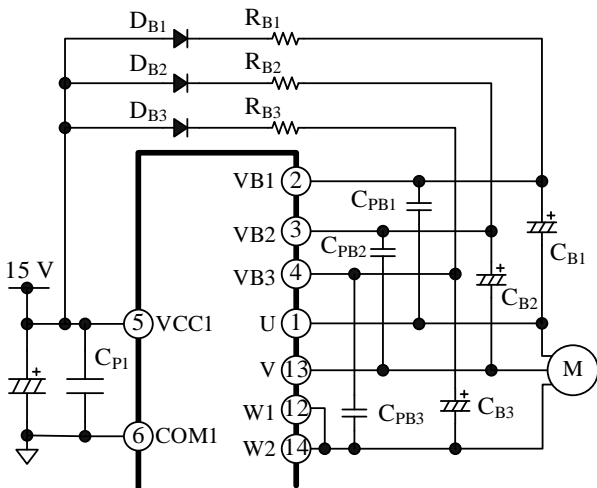 DB1 RB1
DB2 RB2
DB3 RB3
VB1 2
CPB1
VB2 3
CPB2
CB1
VB3 4
15 V
CB2
5 VCC1
U 1
CP1
V 13
M
W1 12
CPB3
CB3
6 COM1
W2 14